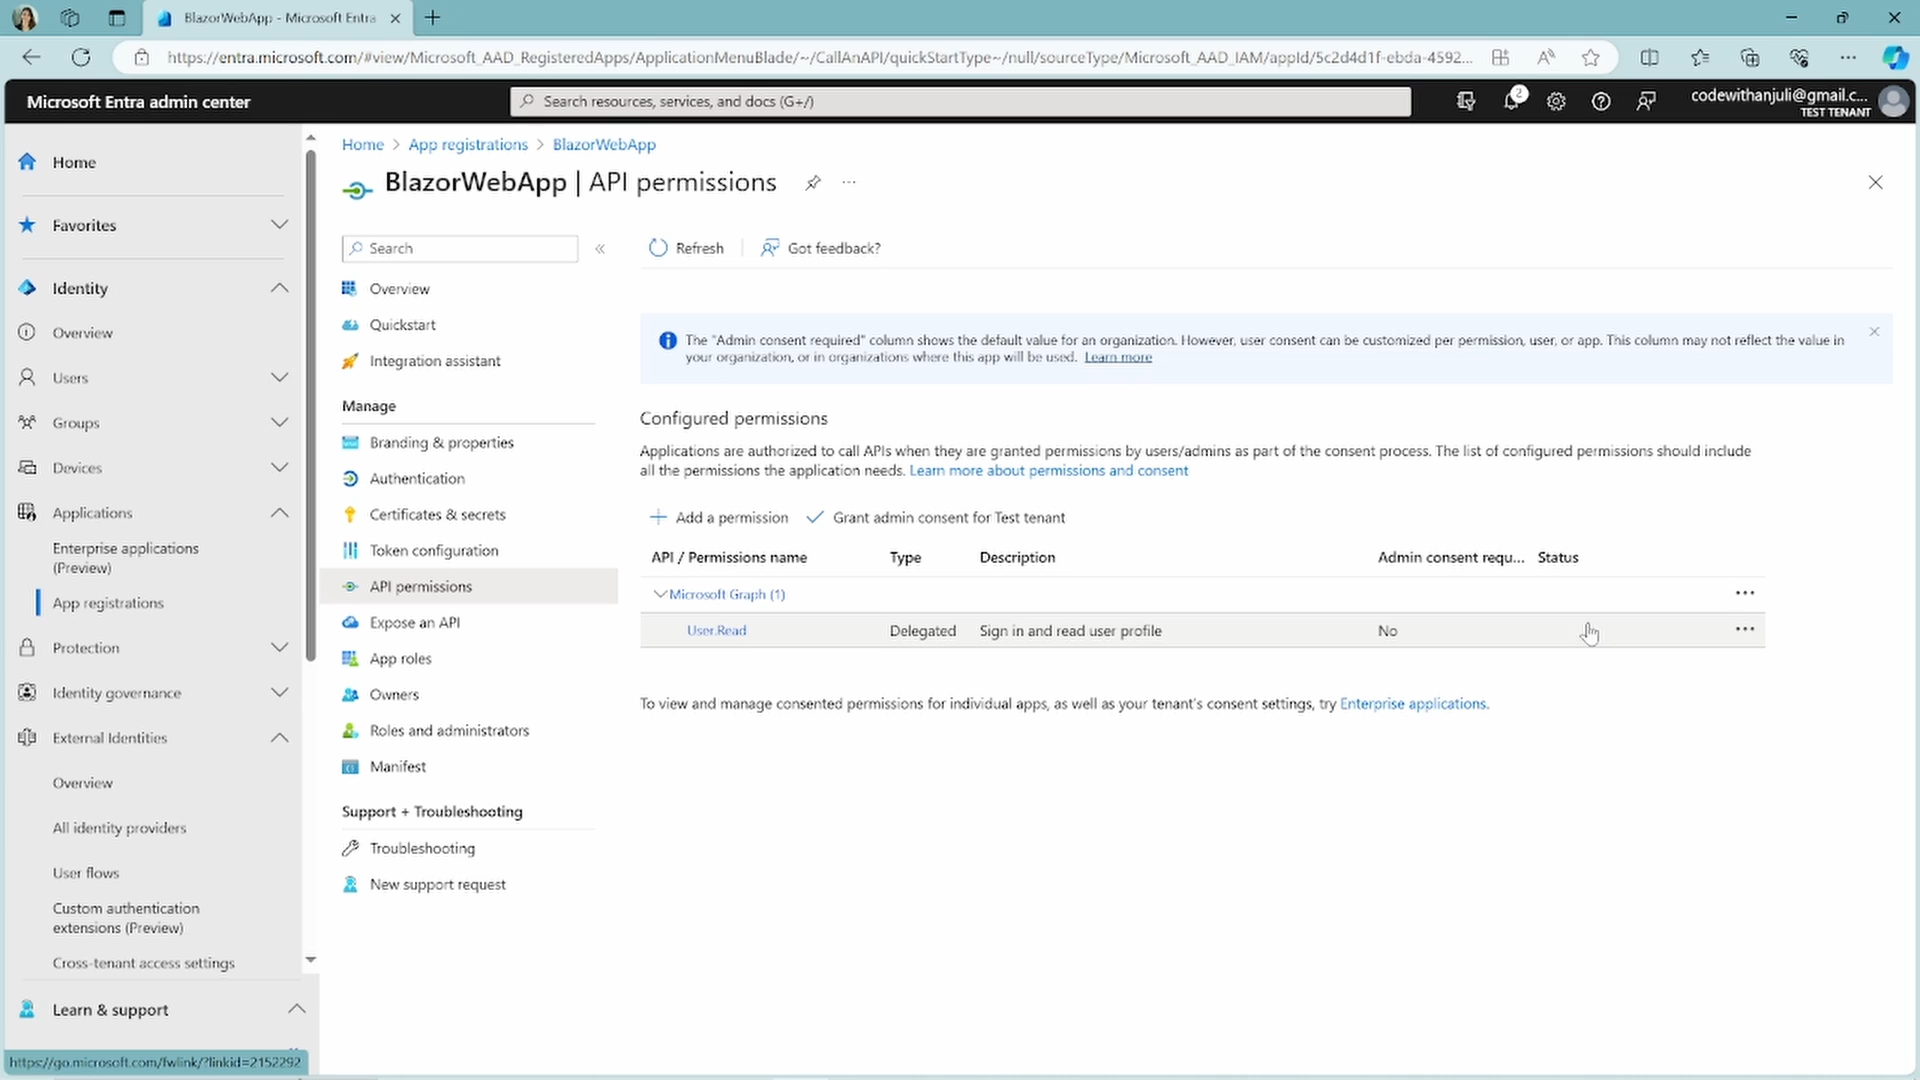 BlazorWebApp - Microsoft Entra
https://entra.microsoft.com/#view/Microsoft_AAD_RegisteredApps/ApplicationMenuBlade/~/CallAnAPI/quickStartType~/null/sourceType/Microsoft_AAD_IAM/appId/5c2d4d1f-ebda-4592...
Microsoft Entra admin center
Search resources, services, and docs (G+/)
2
codewithanjuli@gmail.c...
TEST TENANT
Home
Favorites
Identity
Overview
Users
Groups
Devices
Applications
Enterprise applications
(Preview)
App registrations
Protection
Identity governance
External Identities
Overview
All identity providers
User flows
Custom authentication
extensions (Preview)
Cross-tenant access settings
Learn & support
https://go.microsoft.com/fwlink/?linkid=2152292
Home > App registrations > BlazorWebApp
BlazorWebApp | API permissions
Search
Overview
Quickstart
Integration assistant
Manage
Branding & properties
Authentication
Certificates & secrets
Token configuration
API permissions
Expose an API
App roles
Owners
Roles and administrators
Manifest
Support + Troubleshooting
Troubleshooting
New support request
Refresh
Got feedback?
The "Admin consent required" column shows the default value for an organization. However, user consent can be customized per permission, user, or app. This column may not reflect the value in
your organization, or in organizations where this app will be used. Learn more
Configured permissions
Applications are authorized to call APIs when they are granted permissions by users/admins as part of the consent process. The list of configured permissions should include
all the permissions the application needs. Learn more about permissions and consent
Add a permission
Grant admin consent for Test tenant
API / Permissions name Type Description Admin consent requ... Status
Microsoft Graph (1)
User.Read Delegated Sign in and read user profile No
To view and manage consented permissions for individual apps, as well as your tenant's consent settings, try Enterprise applications.